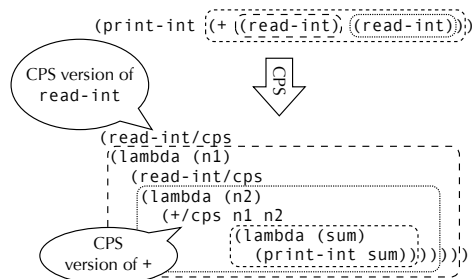 (print-int (+ (read-int) (read-int)))
CPS version of
read-int
CPS
(read-int/cps
(lambda (n1)
(read-int/cps
(lambda (n2)
(+/cps n1 n2
(lambda (sum)
(print-int sum)))))))
CPS
version of +